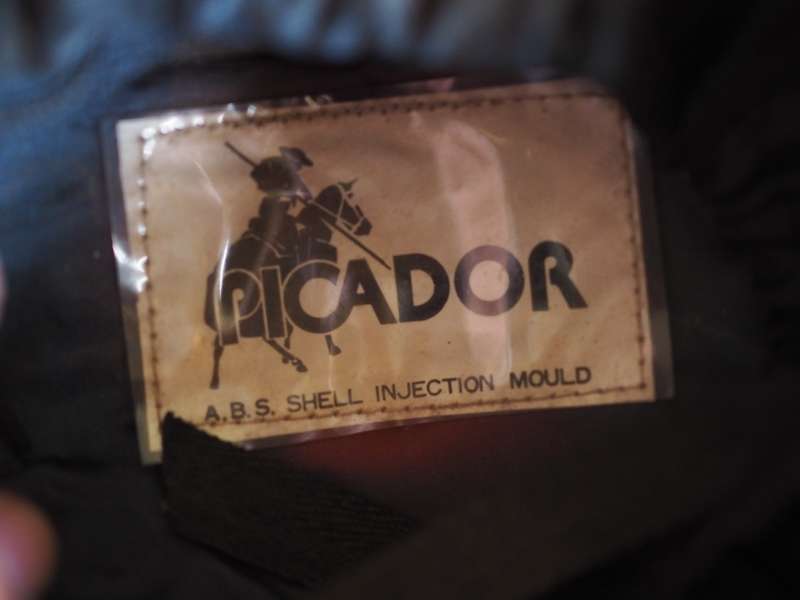 PICADOR
A.B.S. SHELL INJECTION MOULD